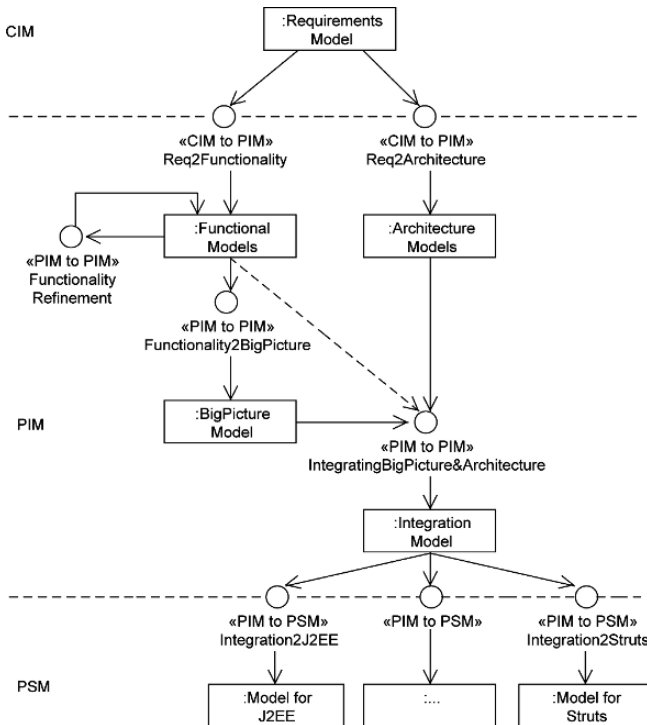 :Requirements
Model
CIM
«CIM to PIM»
Req2Functionality
«CIM to PIM»
Req2Architecture
:Functional
Models
:Architecture
Models
«PIM to PIM»
Functionality
Refinement
«PIM to PIM»
Functionality2BigPicture
:BigPicture
Model
PIM
«PIM to PIM»
IntegratingBigPicture&Architecture
:Integration
Model
«PIM to PSM»
Integration2J2EE
«PIM to PSM»
«PIM to PSM»
Integration2Struts
PSM
:Model for
J2EE
:...
:Model for
Struts